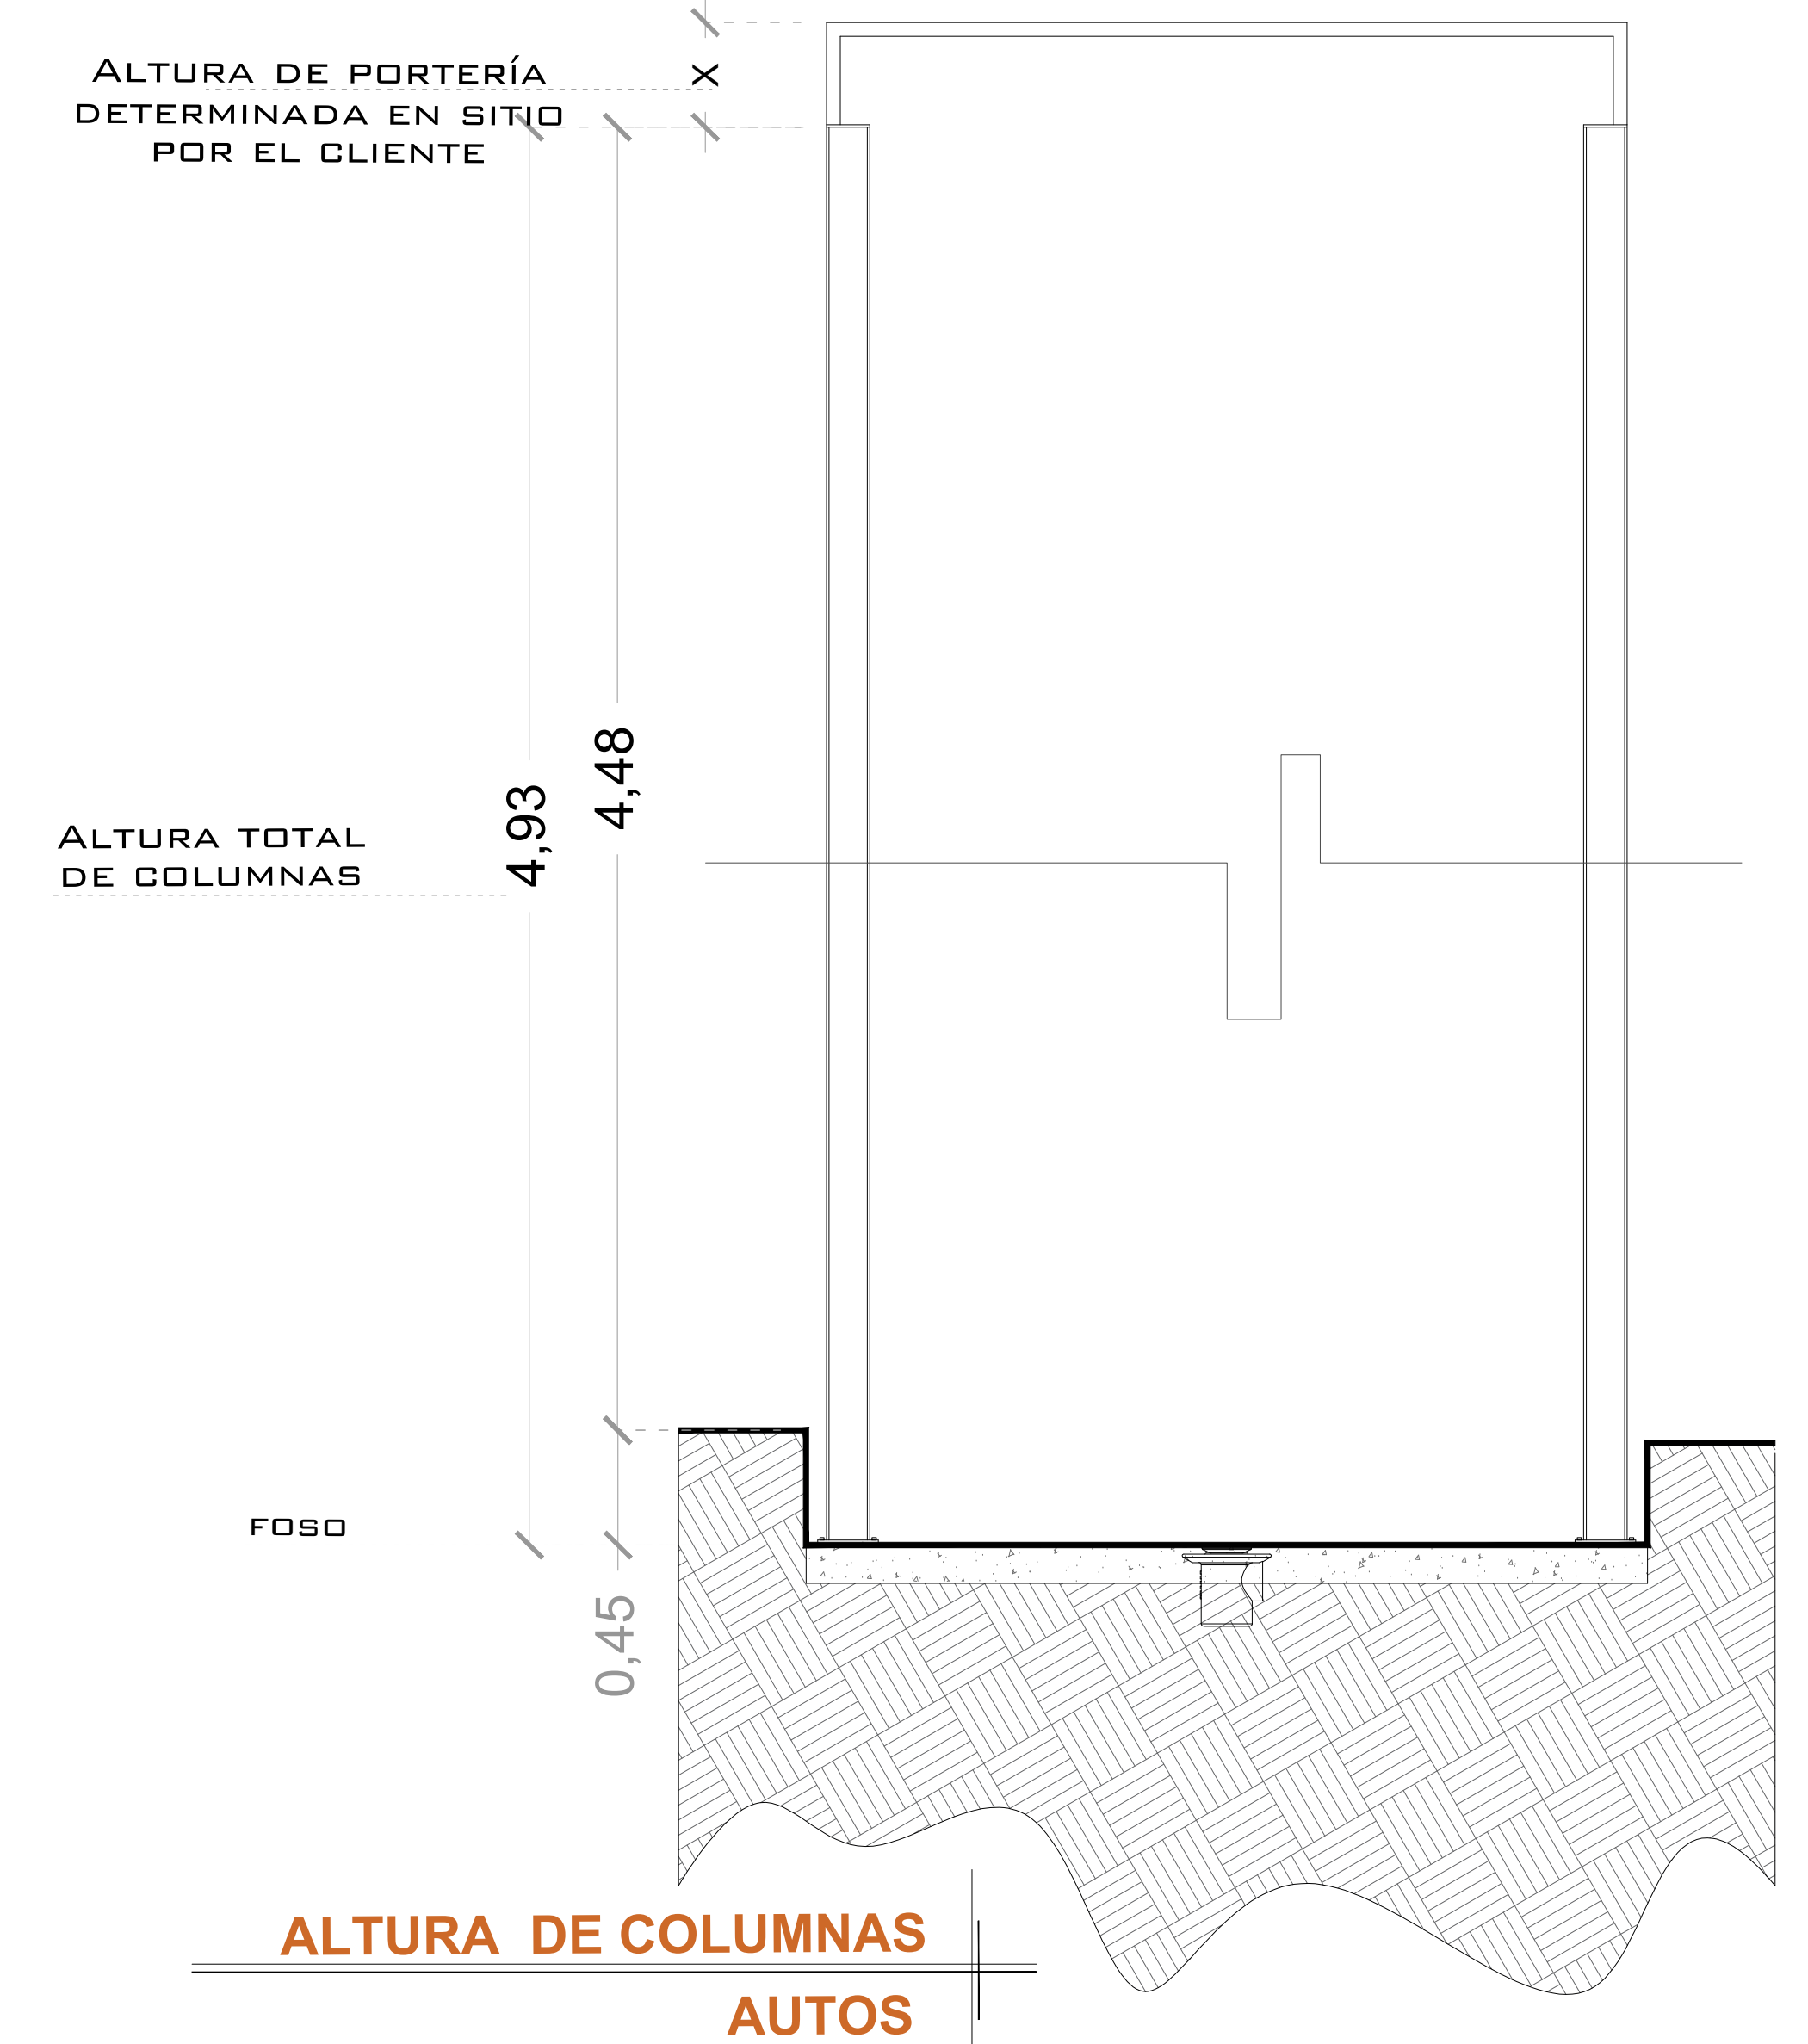 X
ALTURA DE PORTERÍA
DETERMINADA EN SITIO
POR EL CLIENTE
4,48
4,93
ALTURA TOTAL
DE COLUMNAS
FOSO
0,45
ALTURA DE COLUMNAS
AUTOS